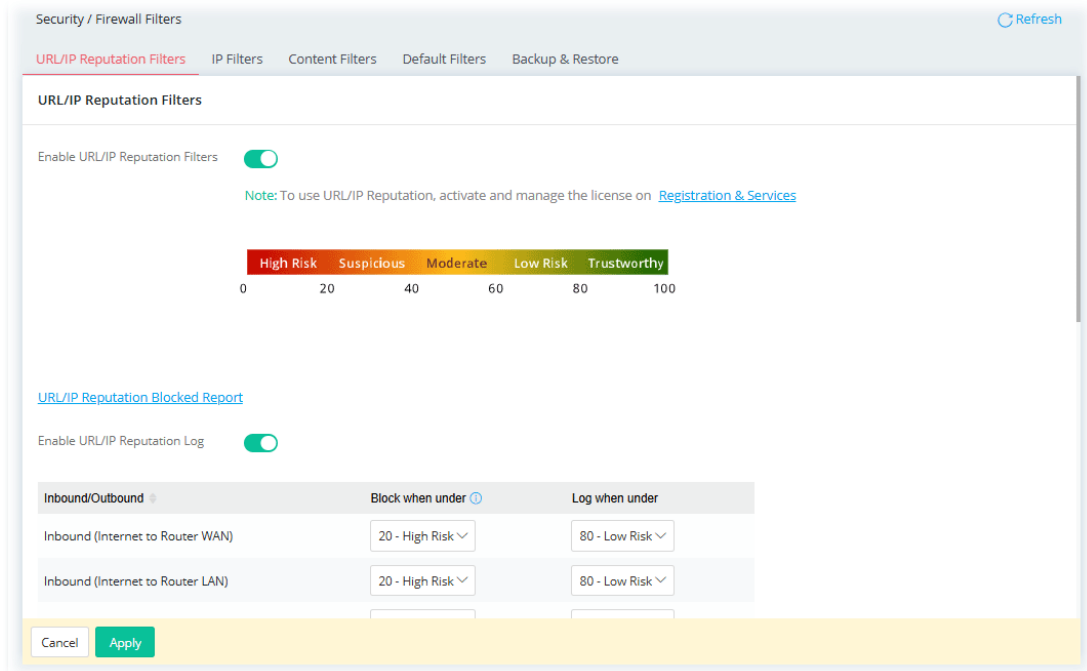 Security / Firewall Filters
Refresh
URL/IP Reputation Filters IP Filters Content Filters Default Filters Backup & Restore
URL/IP Reputation Filters
Enable URL/IP Reputation Filters
Note: To use URL/IP Reputation, activate and manage the license on Registration & Services
High Risk Suspicious Moderate Low Risk Trustworthy
0 20 40 60 80 100
URL/IP Reputation Blocked Report
Enable URL/IP Reputation Log
Inbound/Outbound Block when under Log when under
Inbound (Internet to Router WAN) 20 - High Risk 80 - Low Risk
Inbound (Internet to Router LAN) 20 - High Risk 80 - Low Risk
Cancel Apply